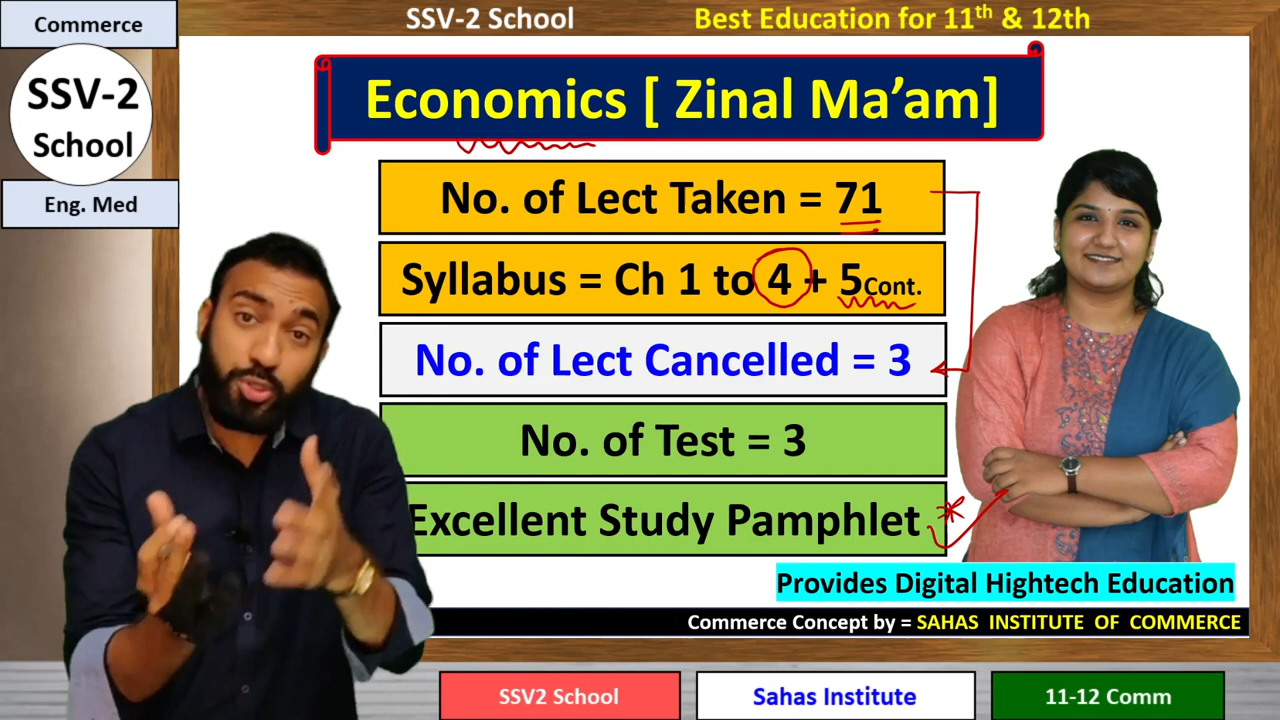 Commerce
SSV-2 School
Best Education for 11th & 12th
SSV-2
School
Eng. Med
Economics [ Zinal Ma’am]
No. of Lect Taken = 71
Syllabus = Ch 1 to 4 + 5Cont.
No. of Lect Cancelled = 3
No. of Test = 3
Excellent Study Pamphlet
Provides Digital Hightech Education
Commerce Concept by = SAHAS INSTITUTE OF COMMERCE
SSV2 School
Sahas Institute
11-12 Comm